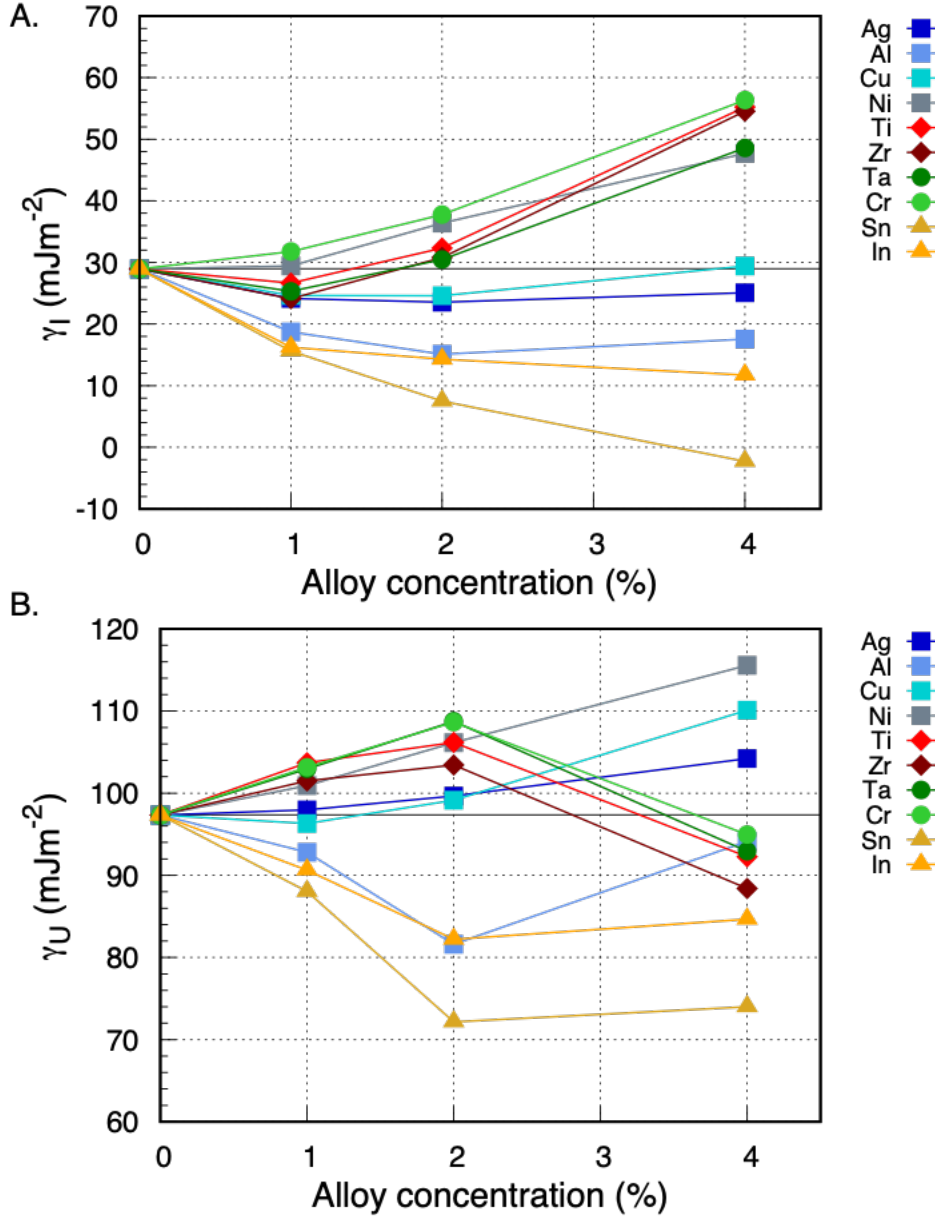 A.
γI (mJm-2)
70
60
50
40
30
20
10
0
-10
0 1 2 3 4
Alloy concentration (%)
Ag
Al
Cu
Ni
Ti
Zr
Ta
Cr
Sn
In
B.
γU (mJm-2)
120
110
100
90
80
70
60
0 1 2 3 4
Alloy concentration (%)
Ag
Al
Cu
Ni
Ti
Zr
Ta
Cr
Sn
In